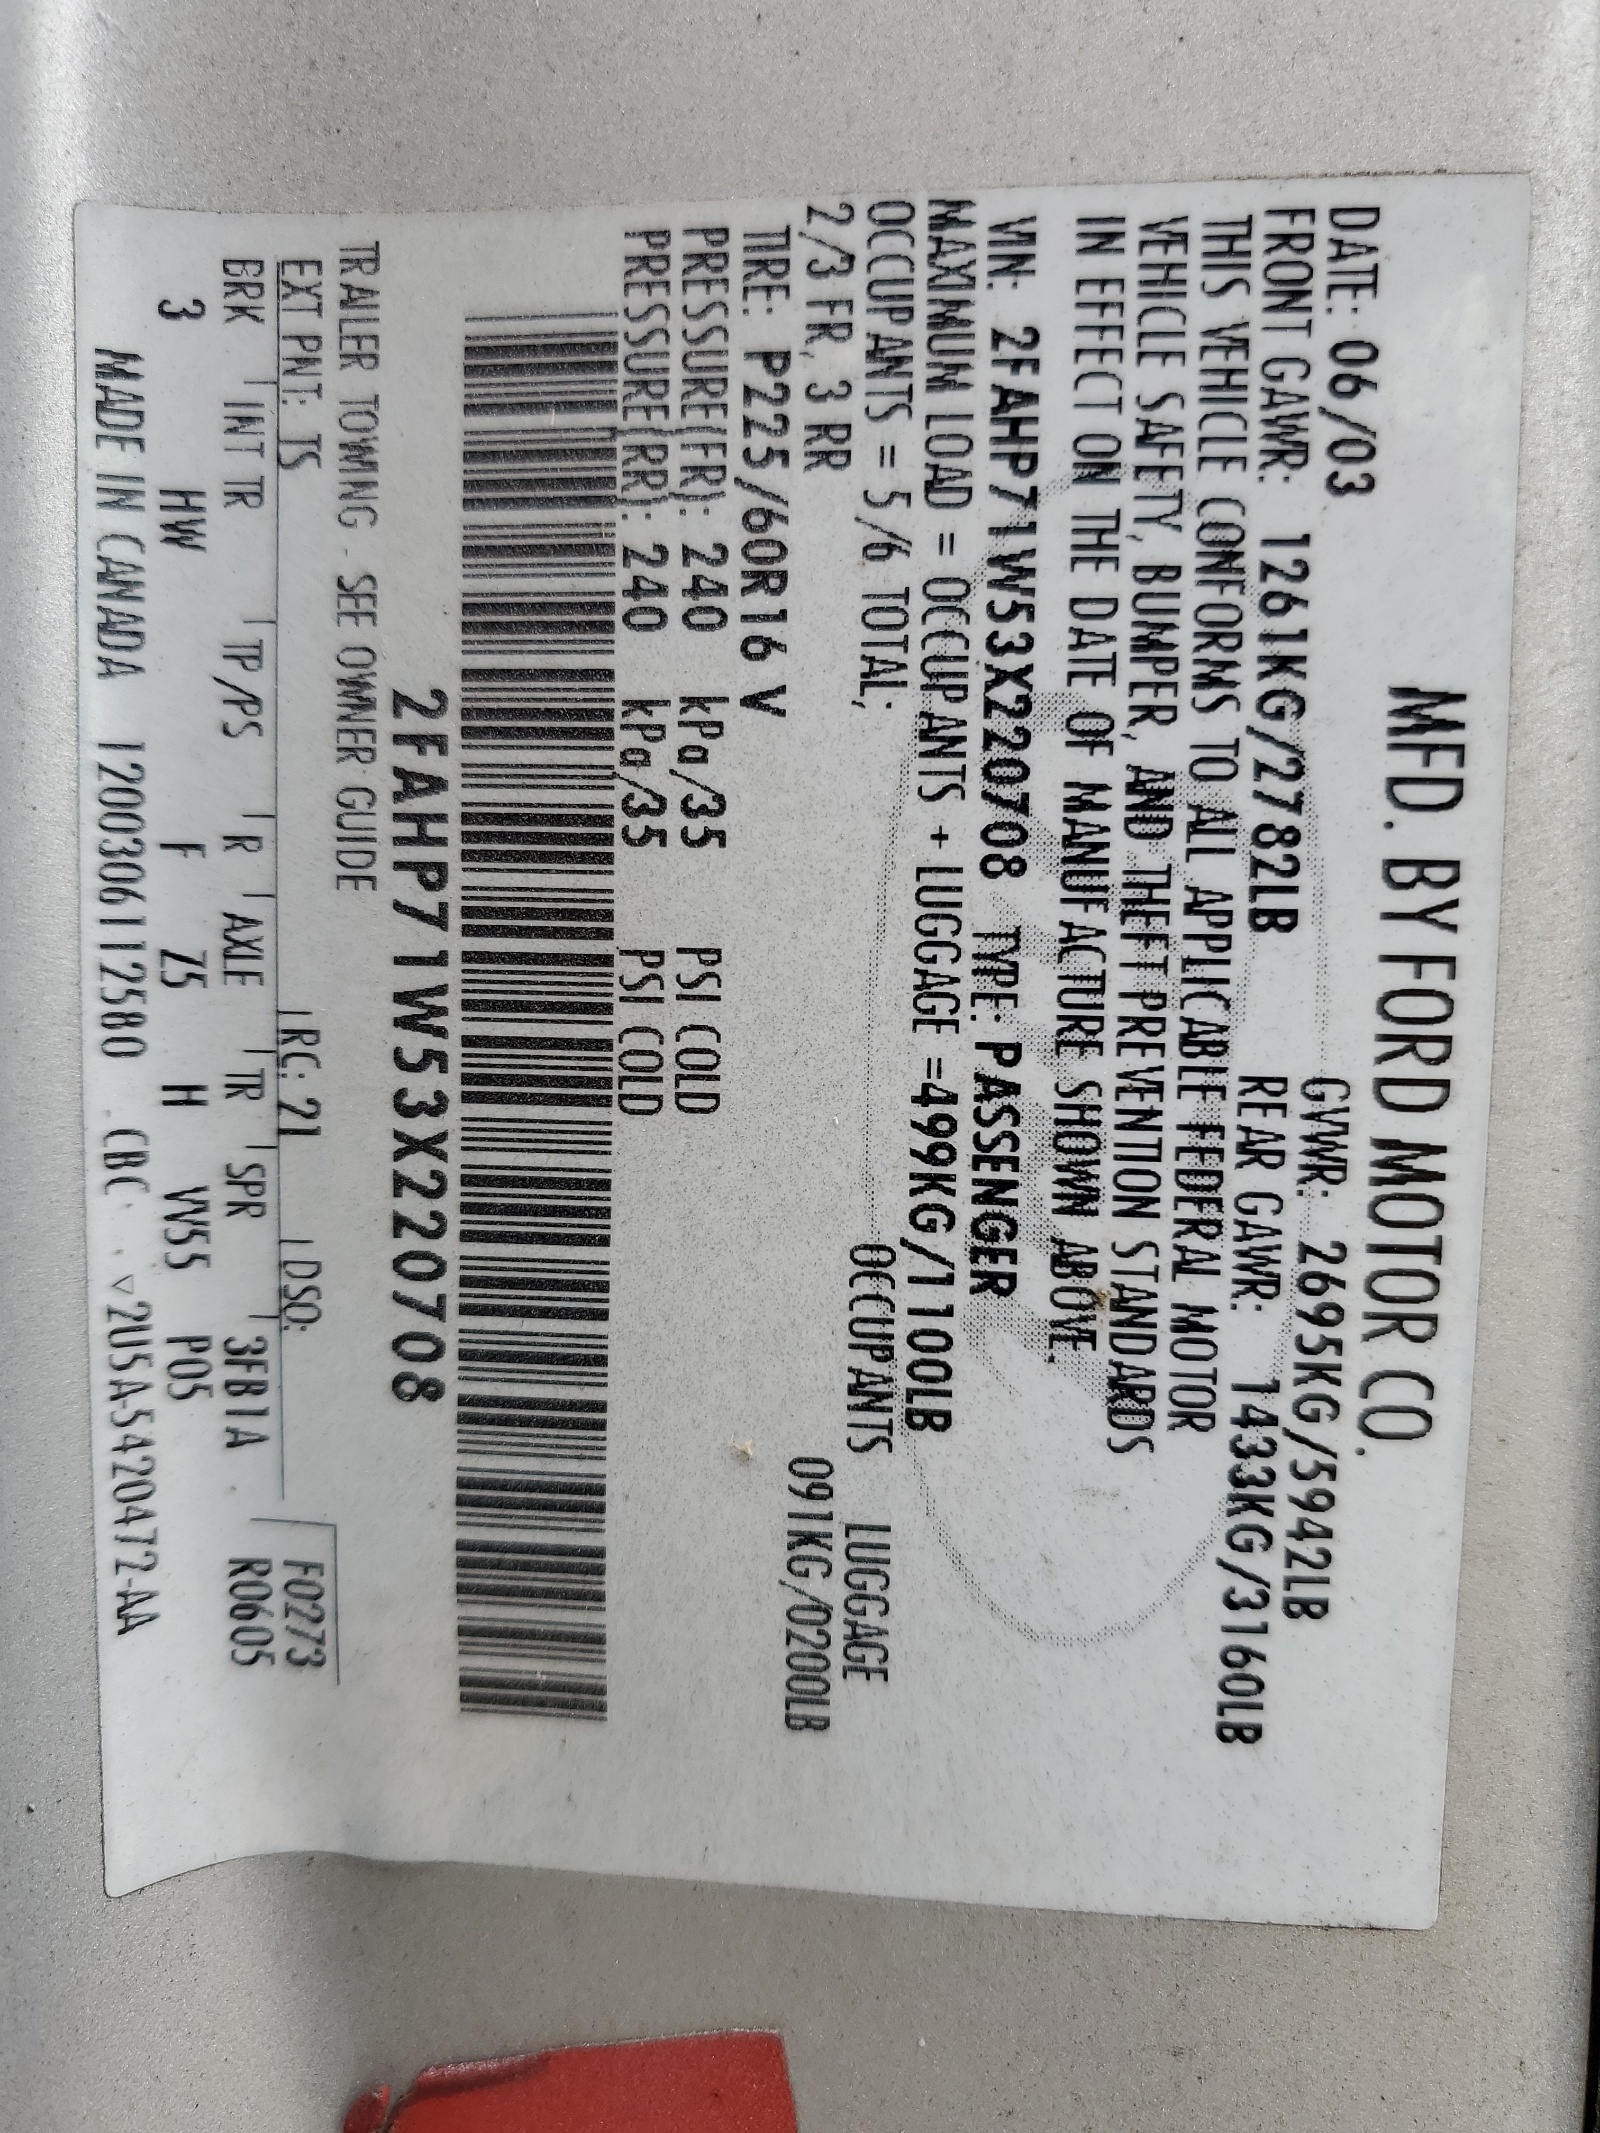 MFD. BY FORD MOTOR CO.
DATE: 06/03 GVWR: 2695KG/5942LB
FRONT GAWR: 1261KG/2782LB REAR GAWR: 1433KG/3160LB
THIS VEHICLE CONFORMS TO ALL APPLICABLE FEDERAL MOTOR
VEHICLE SAFETY, BUMPER, AND THEFT PREVENTION STANDARDS
IN EFFECT ON THE DATE OF MANUFACTURE SHOWN ABOVE.
VIN: 2FAHP71W53X220708 TYPE: PASSENGER
MAXIMUM LOAD = OCCUPANTS + LUGGAGE =499KG/1100LB
OCCUPANTS = 5/6 TOTAL; OCCUPANTS LUGGAGE
2/3 FR, 3 RR 091KG/0200LB
TIRE: P225/60R16 V
PRESSURE(FR): 240 kPa/35 PSI COLD
PRESSURE(RR): 240 kPa/35 PSI COLD
2FAHP71W53X220708
TRAILER TOWING - SEE OWNER GUIDE
EXT PNT: TS RC: 21 DSO: F0273
BRK INT TR TP/PS R AXLE TR SPR 3FB1A R0605
3 HW F Z5 H VV55 P05
MADE IN CANADA 1200306112580 CBC ▽2U5A-5420472-AA